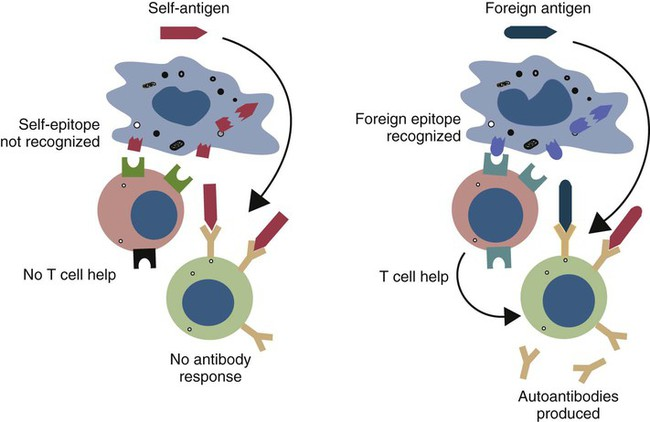 Self-antigen
Self-epitope
not recognized
No T cell help
No antibody
response
Foreign antigen
Foreign epitope
recognized
T cell help
Autoantibodies
produced